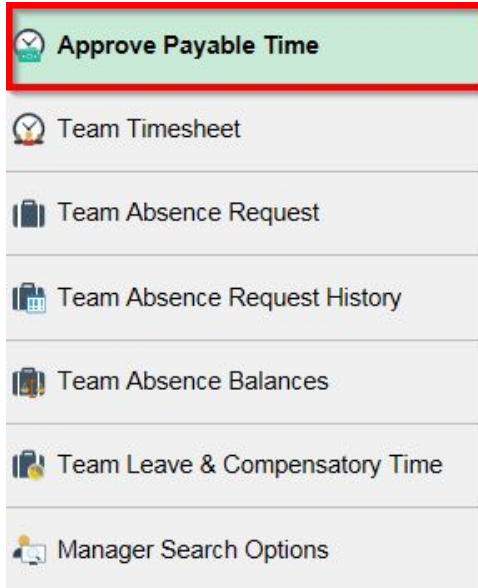 Approve Payable Time
Team Timesheet
Team Absence Request
Team Absence Request History
Team Absence Balances
Team Leave & Compensatory Time
Manager Search Options